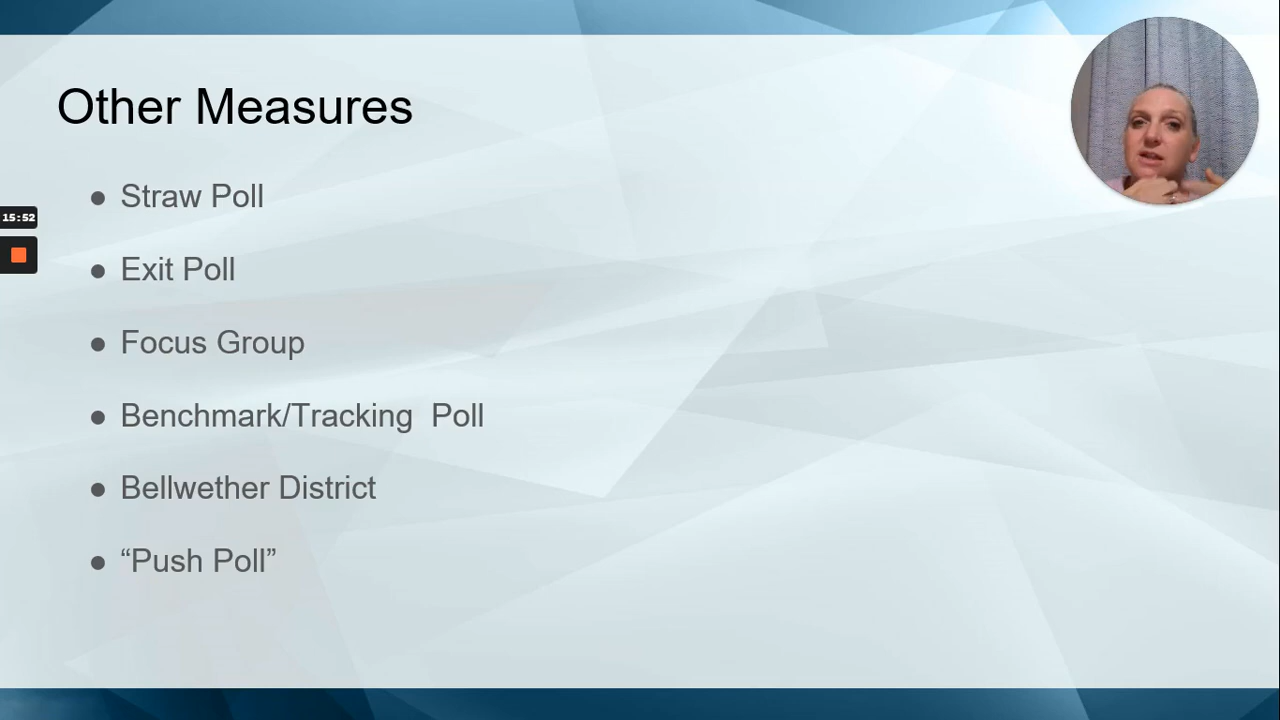 Other Measures
● Straw Poll
15:52
● Exit Poll
● Focus Group
● Benchmark/Tracking  Poll
● Bellwether District
● “Push Poll”